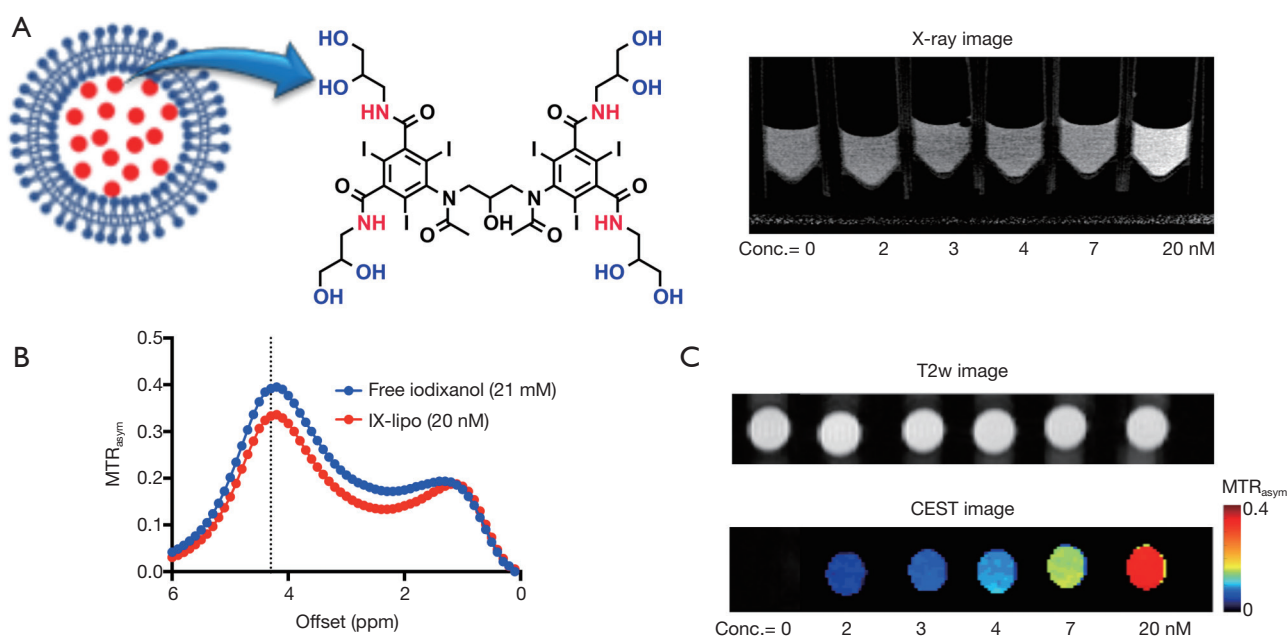 A
HO
HO
HN
O
I
I
O
NH
I
N
O
OH
OH
OH
N
O
I
I
I
O
HN
OH
OH
HO
OH
X-ray image
Conc.= 0 2 3 4 7 20 nM
B
MTRasym
0.5
0.4
0.3
0.2
0.1
0.0
6 4 2 0
Offset (ppm)
Free iodixanol (21 mM)
IX-lipo (20 nM)
C
T2w image
CEST image
MTRasym
0.4
0
Conc.= 0 2 3 4 7 20 nM